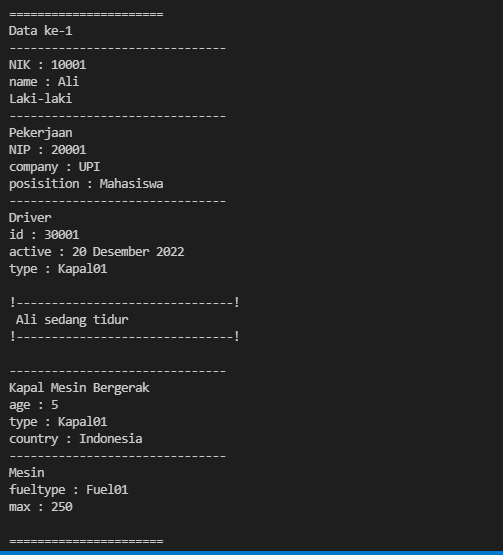 ======================
Data ke-1
-------------------------------
NIK : 10001
name : Ali
Laki-laki
-------------------------------
Pekerjaan
NIP : 20001
company : UPI
posisition : Mahasiswa
-------------------------------
Driver
id : 30001
active : 20 Desember 2022
type : Kapal01
!-------------------------------!
 Ali sedang tidur
!-------------------------------!
-------------------------------
Kapal Mesin Bergerak
age : 5
type : Kapal01
country : Indonesia
-------------------------------
Mesin
fueltype : Fuel01
max : 250
======================